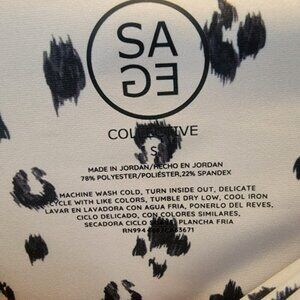 SA
GE
COLLECTIVE
S
MADE IN JORDAN/HECHO EN JORDAN
78% POLYESTER/POLIÉSTER,22% SPANDEX
MACHINE WASH COLD, TURN INSIDE OUT, DELICATE
CYCLE WITH LIKE COLORS, TUMBLE DRY LOW, COOL IRON
LAVAR EN LAVADORA CON AGUA FRIA, PONERLO DEL REVES,
CICLO DELICADO, CON COLORES SIMILARES,
SECADORA CICLO PLANCHA FRIA